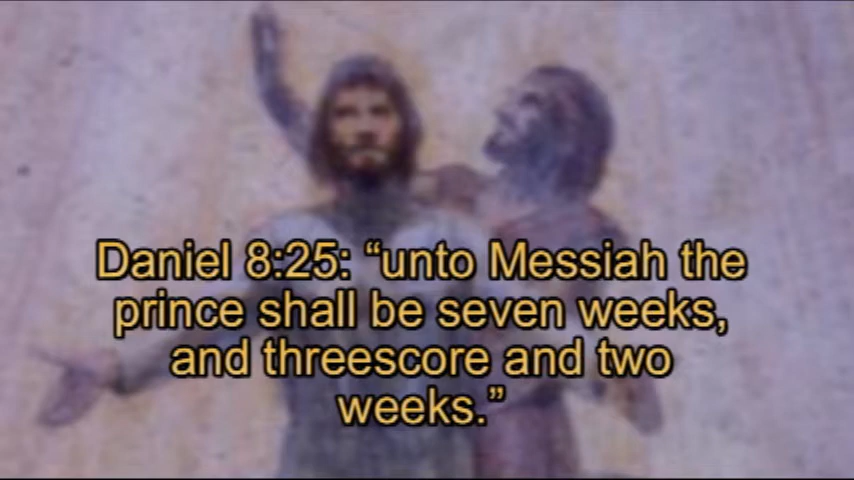 Daniel 8:25: “unto Messiah the
prince shall be seven weeks,
and threescore and two
weeks.”